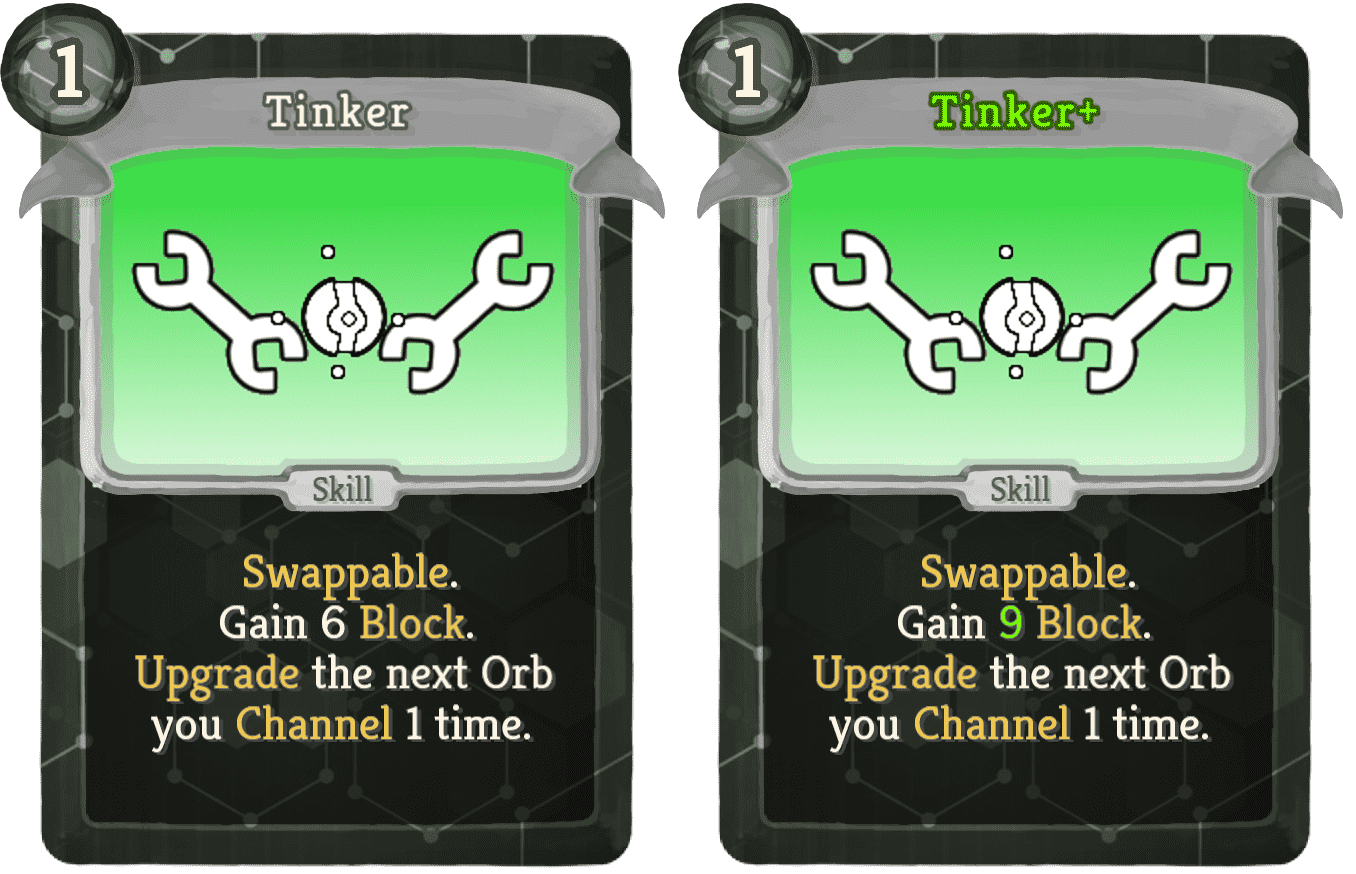 1
Tinker
Skill
Swappable.
Gain 6 Block.
Upgrade the next Orb
you Channel 1 time.
1
Tinker+
Skill
Swappable.
Gain 9 Block.
Upgrade the next Orb
you Channel 1 time.